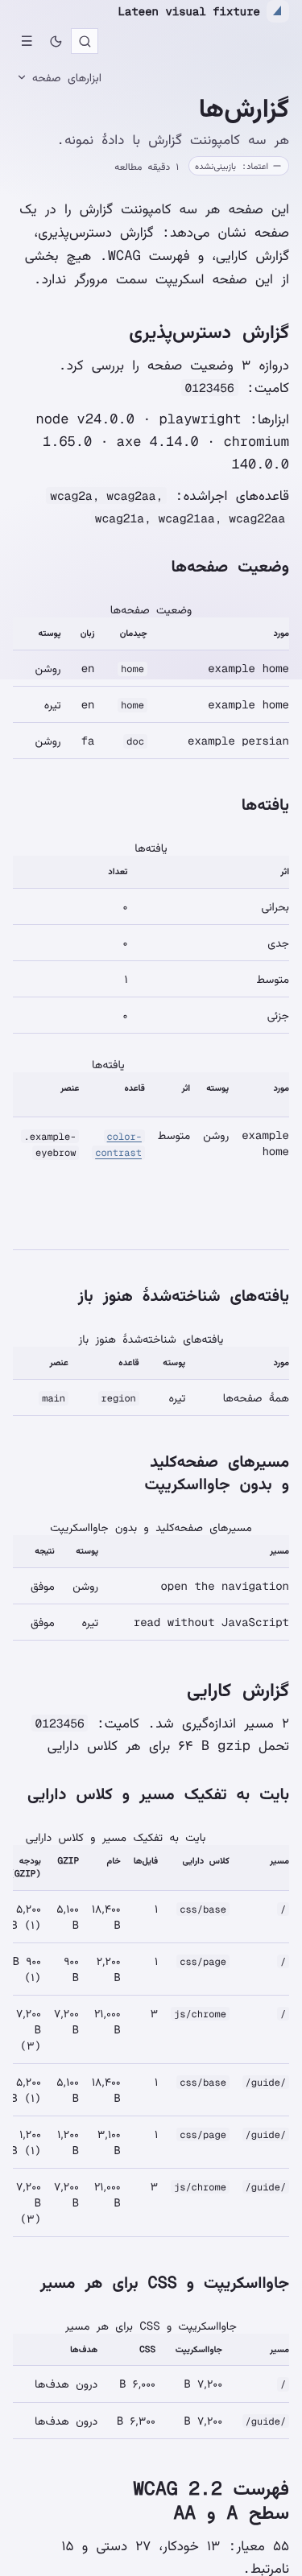 Lateen visual fixture
ابزارهای صفحه
گزارش‌ها
هر سه کامپوننت گزارش با دادهٔ نمونه.
— اعتماد: بازبینی‌نشده
۱ دقیقه مطالعه
این صفحه هر سه کامپوننت گزارش را در یک
صفحه نشان می‌دهد: گزارش دسترس‌پذیری،
گزارش کارایی، و فهرست WCAG. هیچ بخشی
از این صفحه اسکریپت سمت مرورگر ندارد.
گزارش دسترس‌پذیری
دروازه ۳ وضعیت صفحه را بررسی کرد.
کامیت: 0123456
ابزارها: node v24.0.0 · playwright
1.65.0 · axe 4.14.0 · chromium
140.0.0
قاعده‌های اجراشده: wcag2a, wcag2aa,
wcag21a, wcag21aa, wcag22aa
وضعیت صفحه‌ها
وضعیت صفحه‌ها
مورد چیدمان زبان پوسته
example home home en روشن
example home home en تیره
example persian doc fa روشن
یافته‌ها
یافته‌ها
اثر تعداد
بحرانی ۰
جدی ۰
متوسط ۱
جزئی ۰
یافته‌ها
مورد پوسته اثر قاعده عنصر
example home روشن متوسط color-contrast .example-eyebrow
یافته‌های شناخته‌شدهٔ هنوز باز
یافته‌های شناخته‌شدهٔ هنوز باز
مورد پوسته قاعده عنصر
همهٔ صفحه‌ها تیره region main
مسیرهای صفحه‌کلید
و بدون جاوااسکریپت
مسیرهای صفحه‌کلید و بدون جاوااسکریپت
مسیر پوسته نتیجه
open the navigation روشن موفق
read without JavaScript تیره موفق
گزارش کارایی
۲ مسیر اندازه‌گیری شد. کامیت: 0123456
تحمل ۶۴ B gzip برای هر کلاس دارایی
بایت به تفکیک مسیر و کلاس دارایی
بایت به تفکیک مسیر و کلاس دارایی
مسیر کلاس دارایی فایل‌ها خام GZIP بودجه (GZIP
/ css/base ۱ ۱۸,۴۰۰ B ۵,۱۰۰ B ۵,۲۰۰ B (۱)
/ css/page ۱ ۲,۲۰۰ B ۹۰۰ B ۹۰۰ B (۱)
/ js/chrome ۳ ۲۱,۰۰۰ B ۷,۲۰۰ B ۷,۲۰۰ B (۳)
/guide/ css/base ۱ ۱۸,۴۰۰ B ۵,۱۰۰ B ۵,۲۰۰ B (۱)
/guide/ css/page ۱ ۳,۱۰۰ B ۱,۲۰۰ B ۱,۲۰۰ B (۱)
/guide/ js/chrome ۳ ۲۱,۰۰۰ B ۷,۲۰۰ B ۷,۲۰۰ B (۳)
جاوااسکریپت و CSS برای هر مسیر
جاوااسکریپت و CSS برای هر مسیر
مسیر جاوااسکریپت CSS هدف‌ها
/ ۷,۲۰۰ B ۶,۰۰۰ B درون هدف‌ها
/guide/ ۷,۲۰۰ B ۶,۳۰۰ B درون هدف‌ها
فهرست WCAG 2.2
سطح A و AA
۵۵ معیار: ۱۳ خودکار، ۲۷ دستی و ۱۵
نامرتبط.